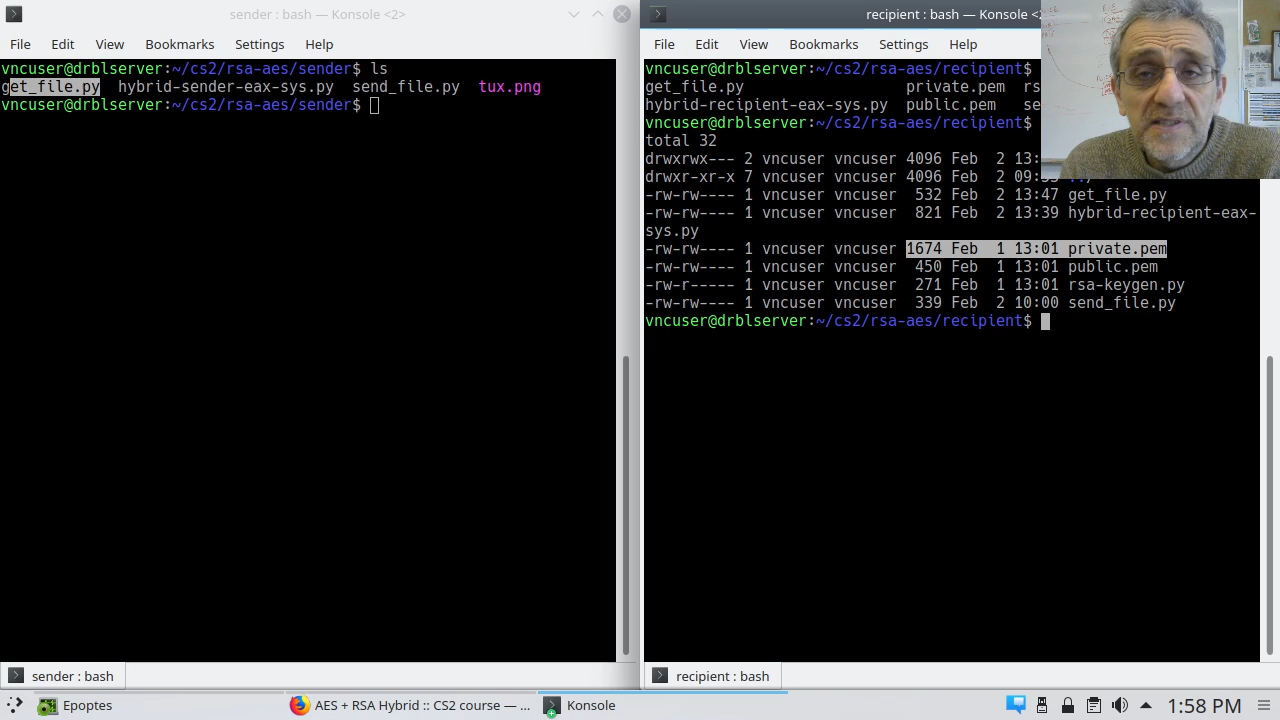 sender : bash — Konsole <2>
File Edit View Bookmarks Settings Help
vncuser@drblserver:~/cs2/rsa-aes/sender$ ls
get_file.py hybrid-sender-eax-sys.py send_file.py tux.png
vncuser@drblserver:~/cs2/rsa-aes/sender$
sender : bash
recipient : bash — Konsole <2
File Edit View Bookmarks Settings Help
vncuser@drblserver:~/cs2/rsa-aes/recipient$
get_file.py private.pem rs
hybrid-recipient-eax-sys.py public.pem se
vncuser@drblserver:~/cs2/rsa-aes/recipient$
total 32
drwxrwx--- 2 vncuser vncuser 4096 Feb 2 13:
drwxr-xr-x 7 vncuser vncuser 4096 Feb 2
-rw-rw---- 1 vncuser vncuser 532 Feb 2 13:47 get_file.py
-rw-rw---- 1 vncuser vncuser 821 Feb 2 13:39 hybrid-recipient-eax-
sys.py
-rw-rw---- 1 vncuser vncuser 1674 Feb 1 13:01 private.pem
-rw-rw---- 1 vncuser vncuser 450 Feb 1 13:01 public.pem
-rw-r----- 1 vncuser vncuser 271 Feb 1 13:01 rsa-keygen.py
-rw-rw---- 1 vncuser vncuser 339 Feb 2 10:00 send_file.py
vncuser@drblserver:~/cs2/rsa-aes/recipient$
recipient : bash
Epoptes
AES + RSA Hybrid :: CS2 course — ...
Konsole
1:58 PM